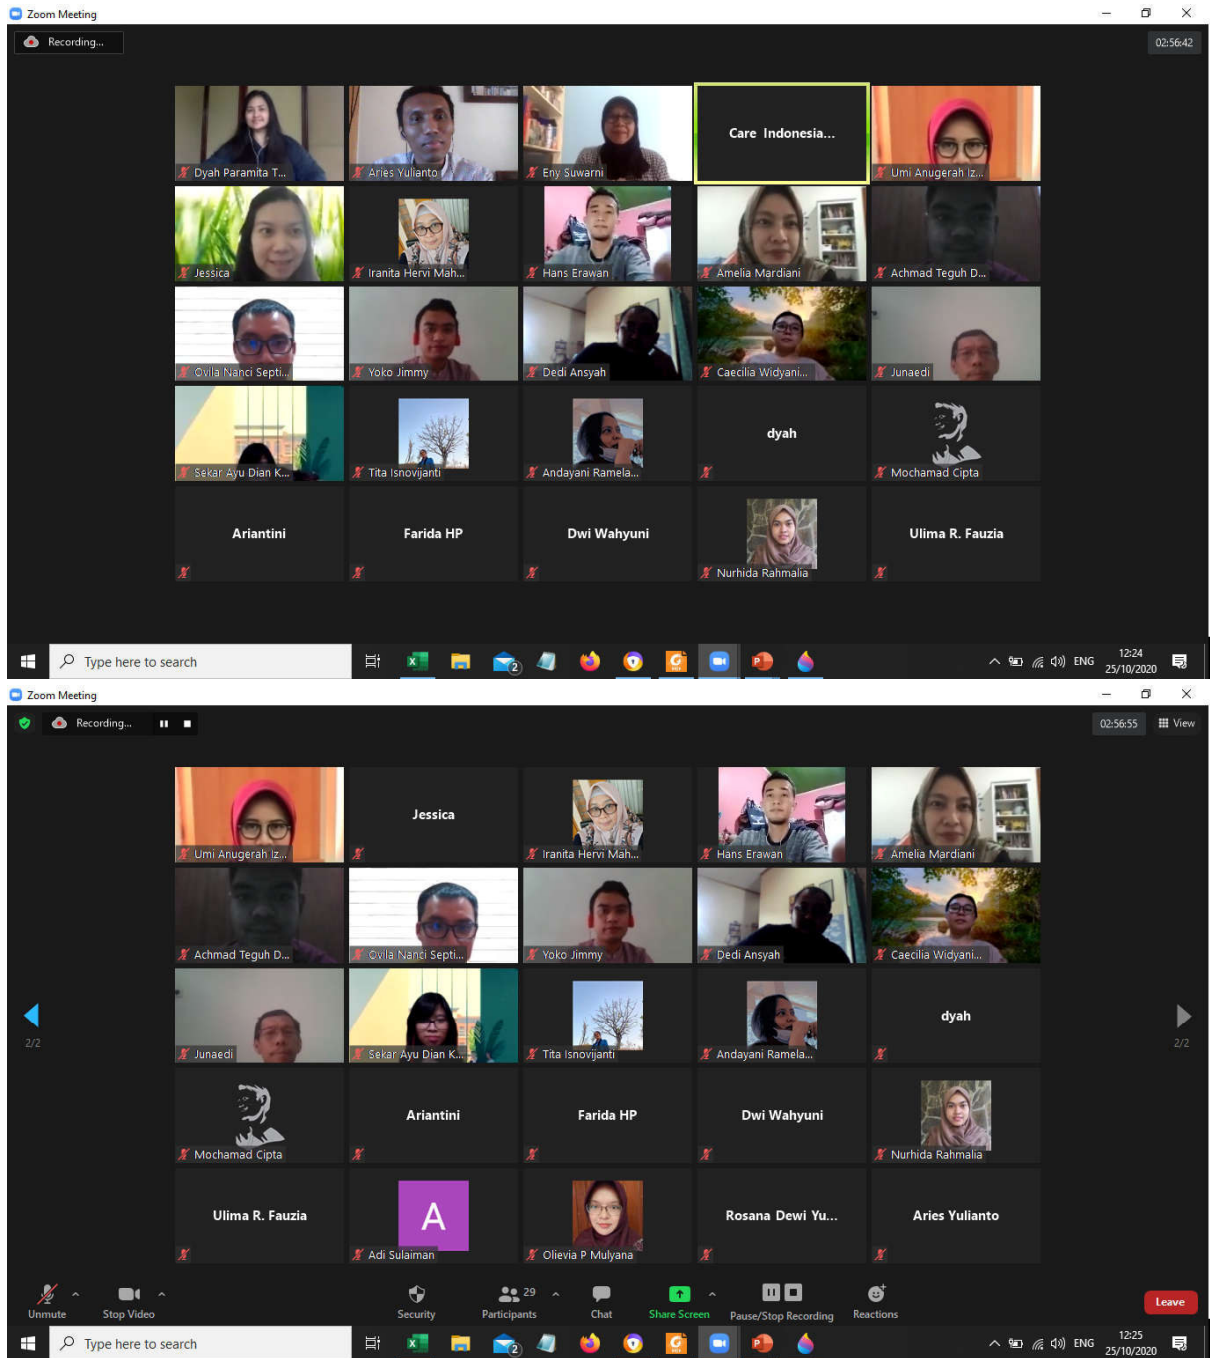 Zoom Meeting
Recording...
02:56:42
Dyah Paramita T...
Aries Yulianto
Eny Suwarni
Care Indonesia...
Umi Anugerah Iz...
Jessica
Iranita Hervi Mah...
Hans Erawan
Amelia Mardiani
Achmad Teguh D...
Ovila Nanci Septi...
Yoko Jimmy
Dedi Ansyah
Caecilia Widyani...
Junaedi
Sekar Ayu Dian K...
Tita Isnovijanti
Andayani Ramela...
dyah
Mochamad Cipta
Ariantini
Farida HP
Dwi Wahyuni
Nurhida Rahmalia
Ulima R. Fauzia
Type here to search
2
ENG
12:24
25/10/2020
Zoom Meeting
Recording...
02:56:55
View
Umi Anugerah Iz...
Jessica
Iranita Hervi Mah...
Hans Erawan
Amelia Mardiani
Achmad Teguh D...
Ovila Nanci Septi...
Yoko Jimmy
Dedi Ansyah
Caecilia Widyani...
Junaedi
Sekar Ayu Dian K...
Tita Isnovijanti
Andayani Ramela...
dyah
2/2
2/2
Mochamad Cipta
Ariantini
Farida HP
Dwi Wahyuni
Nurhida Rahmalia
Ulima R. Fauzia
A
Adi Sulaiman
Olievia P Mulyana
Rosana Dewi Yu...
Aries Yulianto
Unmute
Stop Video
Security
Participants
29
Chat
Share Screen
Pause/Stop Recording
Reactions
Leave
Type here to search
2
ENG
12:25
25/10/2020